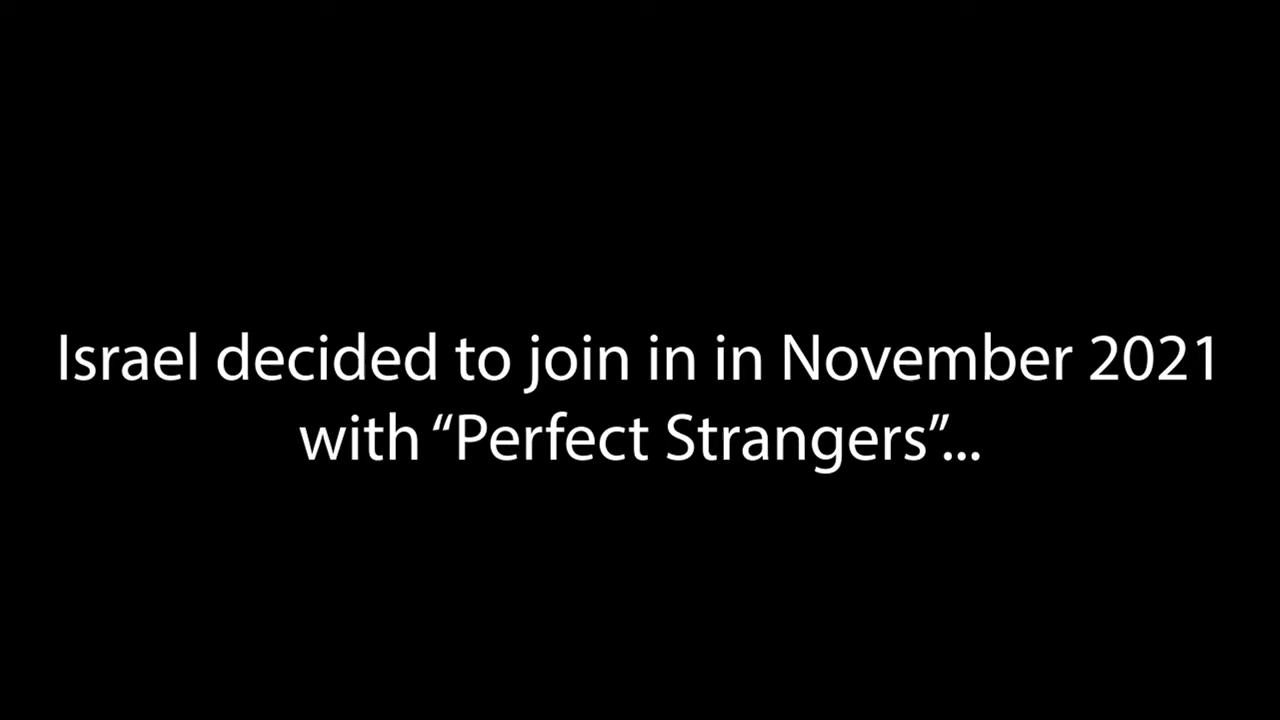 Israel decided to join in in November 2021
with “Perfect Strangers”...